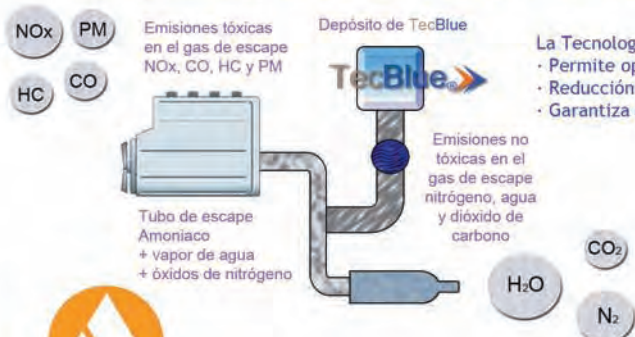 NOx
PM
HC
CO
Emisiones tóxicas
en el gas de escape
NOx, CO, HC y PM
Depósito de TecBlue
TecBlue®
La Tecnolog
· Permite op
· Reducción
· Garantiza
Emisiones no
tóxicas en el
gas de escape
nitrógeno, agua
y dióxido de
carbono
Tubo de escape
Amoniaco
+ vapor de agua
+ óxidos de nitrógeno
CO₂
H₂O
N₂